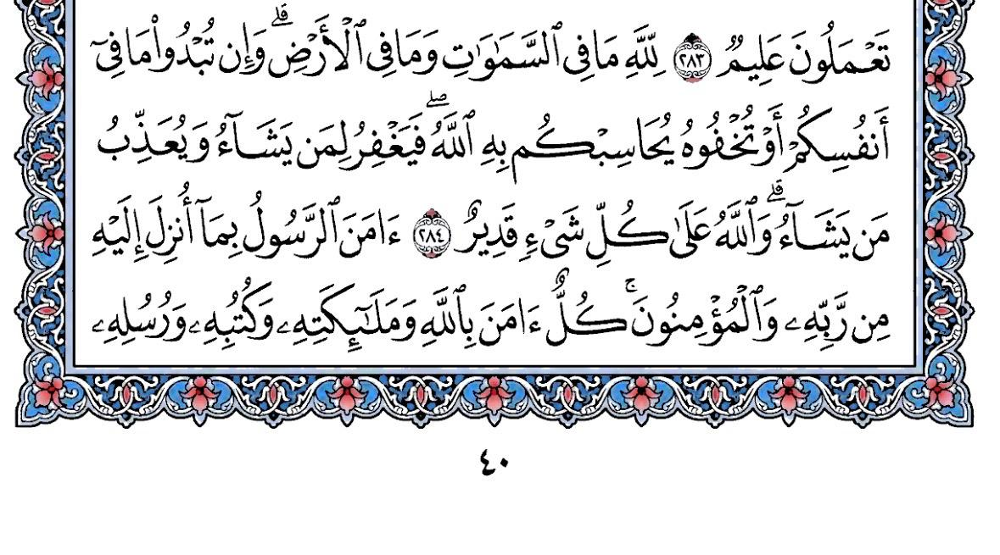 تَعۡمَلُونَ عَلِيمٞ ٢٨٣ لِّلَّهِ مَا فِي ٱلسَّمَٰوَٰتِ وَمَا فِي ٱلۡأَرۡضِۗ وَإِن تُبۡدُواْ مَا فِيٓ
أَنفُسِكُمۡ أَوۡ تُخۡفُوهُ يُحَاسِبۡكُم بِهِ ٱللَّهُۖ فَيَغۡفِرُ لِمَن يَشَآءُ وَيُعَذِّبُ
مَن يَشَآءُۗ وَٱللَّهُ عَلَىٰ كُلِّ شَيۡءٖ قَدِيرٌ ٢٨٤ ءَامَنَ ٱلرَّسُولُ بِمَآ أُنزِلَ إِلَيۡهِ
مِن رَّبِّهِۦ وَٱلۡمُؤۡمِنُونَۚ كُلٌّ ءَامَنَ بِٱللَّهِ وَمَلَٰٓئِكَتِهِۦ وَكُتُبِهِۦ وَرُسُلِهِۦ
٤٠